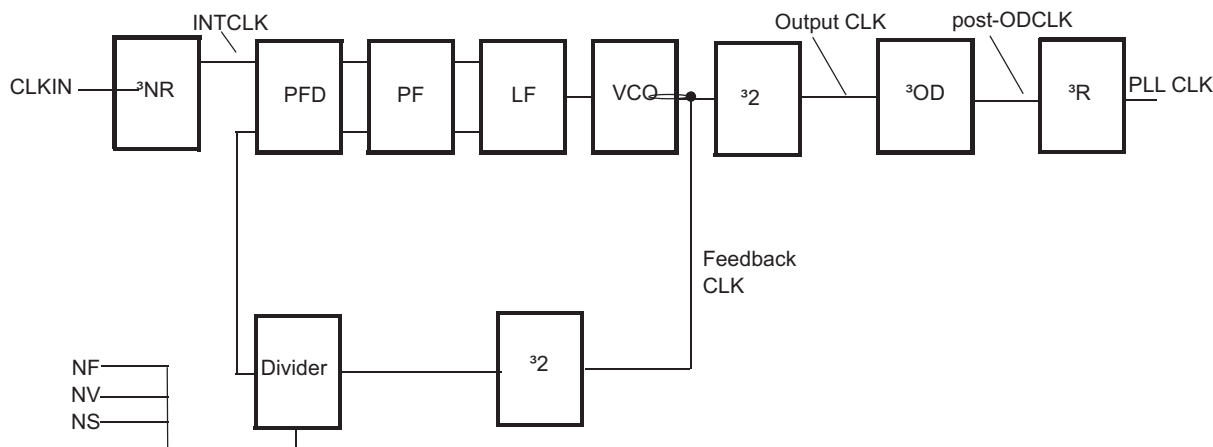 INTCLK
Output CLK
post-ODCLK
CLKIN
³NR
PFD
PF
LF
VCO
³2
³OD
³R
PLL CLK
Feedback
CLK
Divider
³2
NF
NV
NS